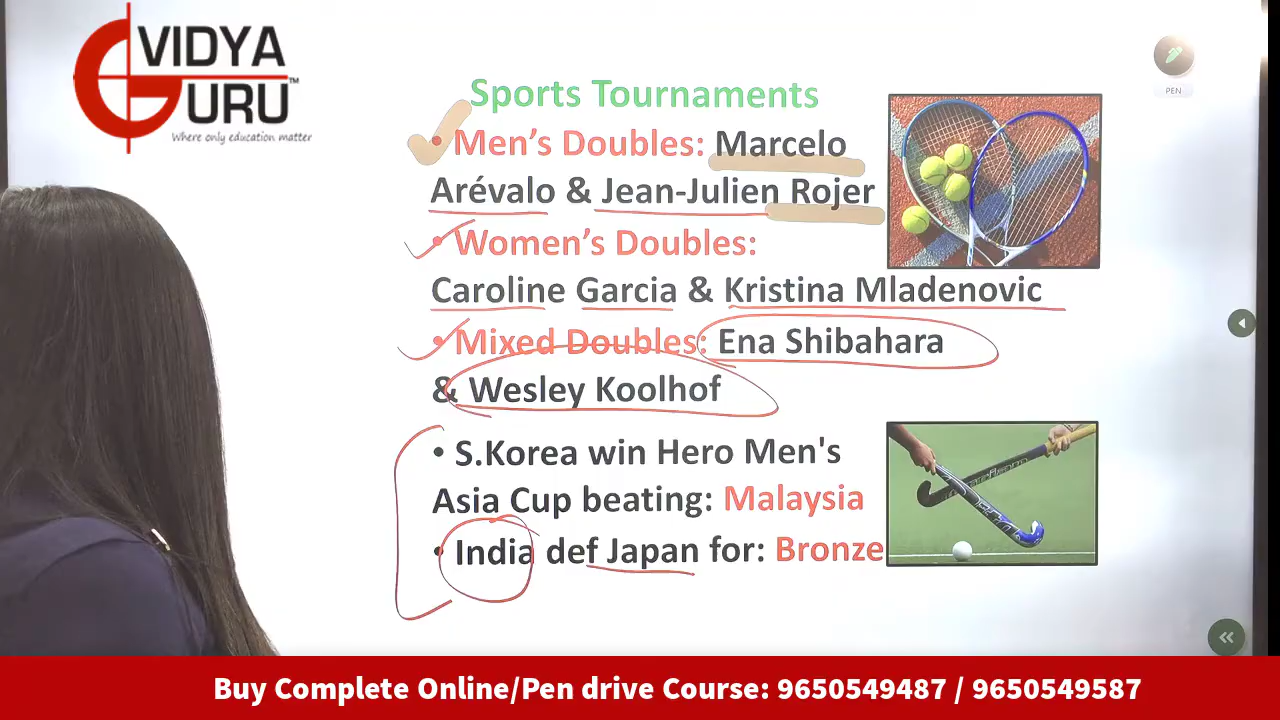 VIDYA
GURU™
Where only education matter
PEN
Sports Tournaments
• Men’s Doubles: Marcelo
Arévalo & Jean-Julien Rojer
• Women’s Doubles:
Caroline Garcia & Kristina Mladenovic
• Mixed Doubles: Ena Shibahara
& Wesley Koolhof
• S.Korea win Hero Men's
Asia Cup beating: Malaysia
• India def Japan for: Bronze
Buy Complete Online/Pen drive Course: 9650549487 / 9650549587